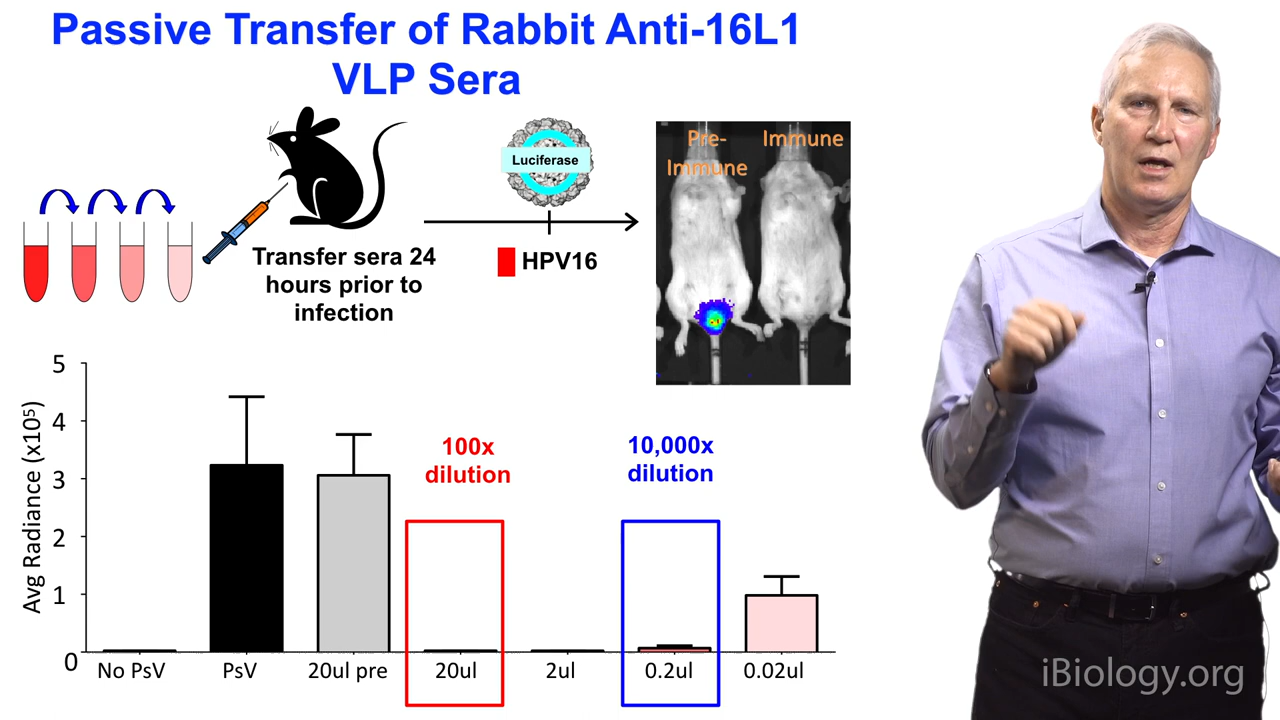 Passive Transfer of Rabbit Anti-16L1
VLP Sera
Luciferase
Pre-
Immune
Immune
Transfer sera 24
hours prior to
infection
HPV16
5
4
3
2
1
0
Avg Radiance (x10⁵)
100x
dilution
10,000x
dilution
No PsV
PsV
20ul pre
20ul
2ul
0.2ul
0.02ul
iBiology.org